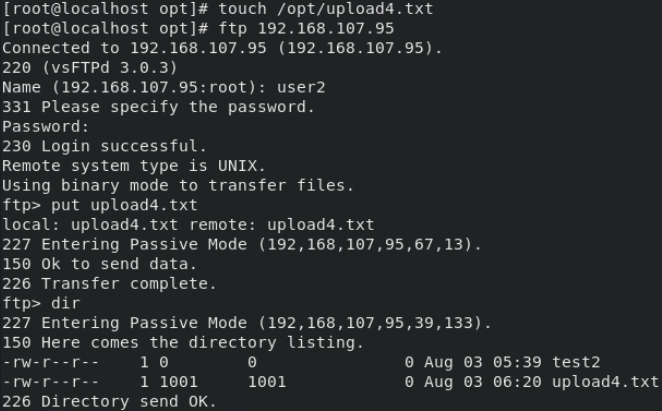 [root@localhost opt]# touch /opt/upload4.txt
[root@localhost opt]# ftp 192.168.107.95
Connected to 192.168.107.95 (192.168.107.95).
220 (vsFTPd 3.0.3)
Name (192.168.107.95:root): user2
331 Please specify the password.
Password:
230 Login successful.
Remote system type is UNIX.
Using binary mode to transfer files.
ftp> put upload4.txt
local: upload4.txt remote: upload4.txt
227 Entering Passive Mode (192,168,107,95,67,13).
150 Ok to send data.
226 Transfer complete.
ftp> dir
227 Entering Passive Mode (192,168,107,95,39,133).
150 Here comes the directory listing.
-rw-r--r--    1 0        0               0 Aug 03 05:39 test2
-rw-r--r--    1 1001     1001            0 Aug 03 06:20 upload4.txt
226 Directory send OK.